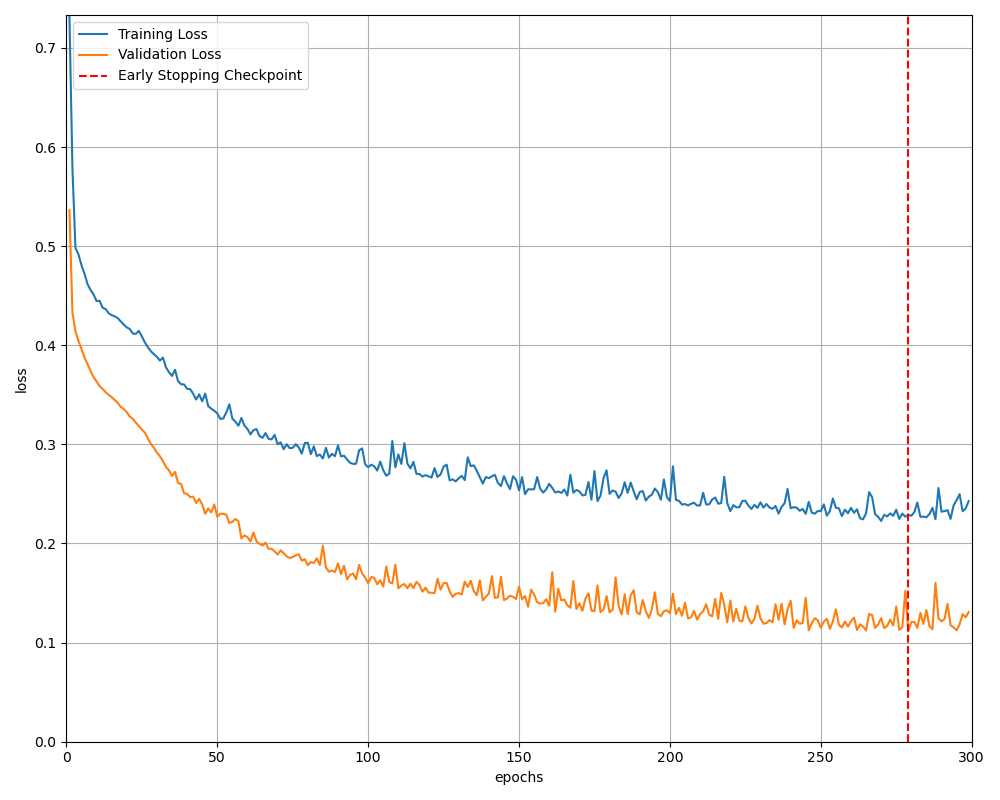 Training Loss
Validation Loss
Early Stopping Checkpoint
0.7
0.6
0.5
0.4
0.3
0.2
0.1
0.0
loss
0 50 100 150 200 250 300
epochs